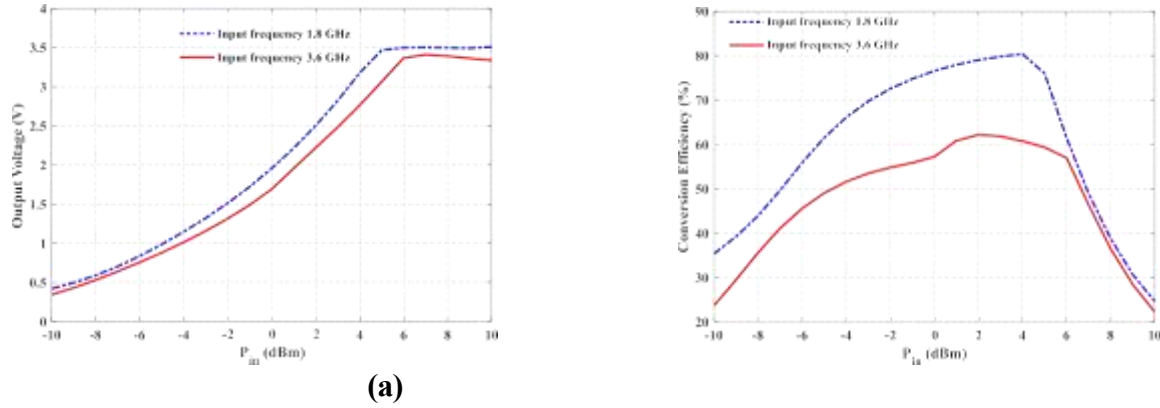 4
3.5
3
2.5
2
1.5
1
0.5
0
Output Voltage (V)
Input frequency 1.8 GHz
Input frequency 3.6 GHz
-10 -8 -6 -4 -2 0 2 4 6 8 10
P_in (dBm)
(a)
90
80
70
60
50
40
30
20
Conversion Efficiency (%)
Input frequency 1.8 GHz
Input frequency 3.6 GHz
-10 -8 -6 -4 -2 0 2 4 6 8 10
P_in (dBm)